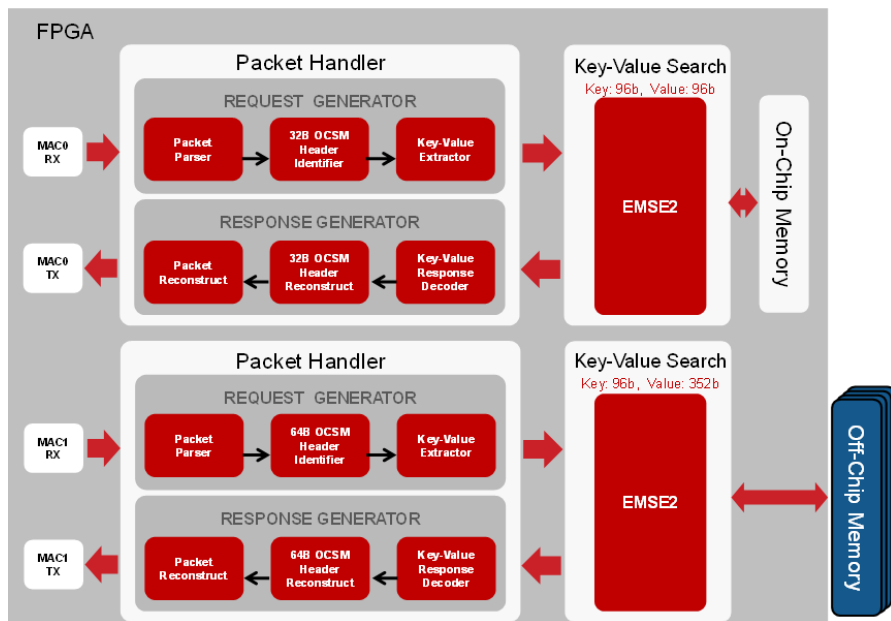 FPGA
Packet Handler
REQUEST GENERATOR
MAC0
RX
Packet
Parser
32B OCSM
Header
Identifier
Key-Value
Extractor
RESPONSE GENERATOR
MAC0
TX
Packet
Reconstruct
32B OCSM
Header
Reconstruct
Key-Value
Response
Decoder
Key-Value Search
Key: 96b, Value: 96b
EMSE2
On-Chip Memory
Packet Handler
REQUEST GENERATOR
MAC1
RX
Packet
Parser
64B OCSM
Header
Identifier
Key-Value
Extractor
RESPONSE GENERATOR
MAC1
TX
Packet
Reconstruct
64B OCSM
Header
Reconstruct
Key-Value
Response
Decoder
Key-Value Search
Key: 96b, Value: 352b
EMSE2
Off-Chip Memory